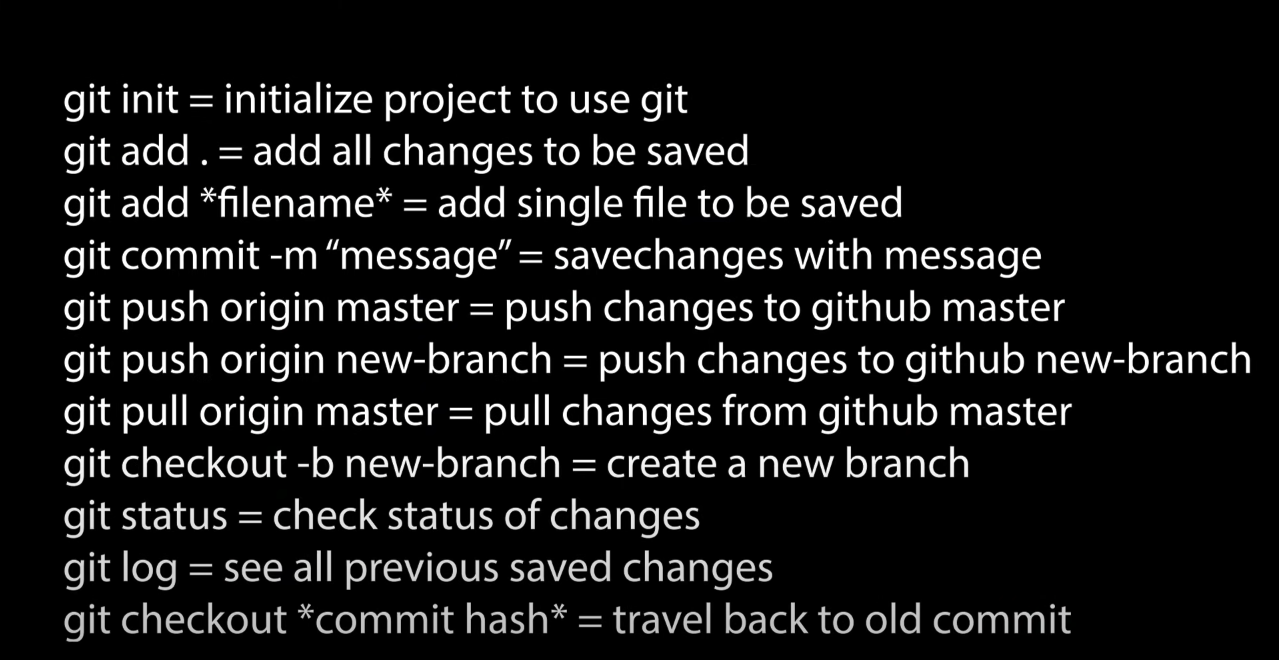 git init = initialize project to use git
git add . = add all changes to be saved
git add *filename* = add single file to be saved
git commit -m “message” = savechanges with message
git push origin master = push changes to github master
git push origin new-branch = push changes to github new-branch
git pull origin master = pull changes from github master
git checkout -b new-branch = create a new branch
git status = check status of changes
git log = see all previous saved changes
git checkout *commit hash* = travel back to old commit